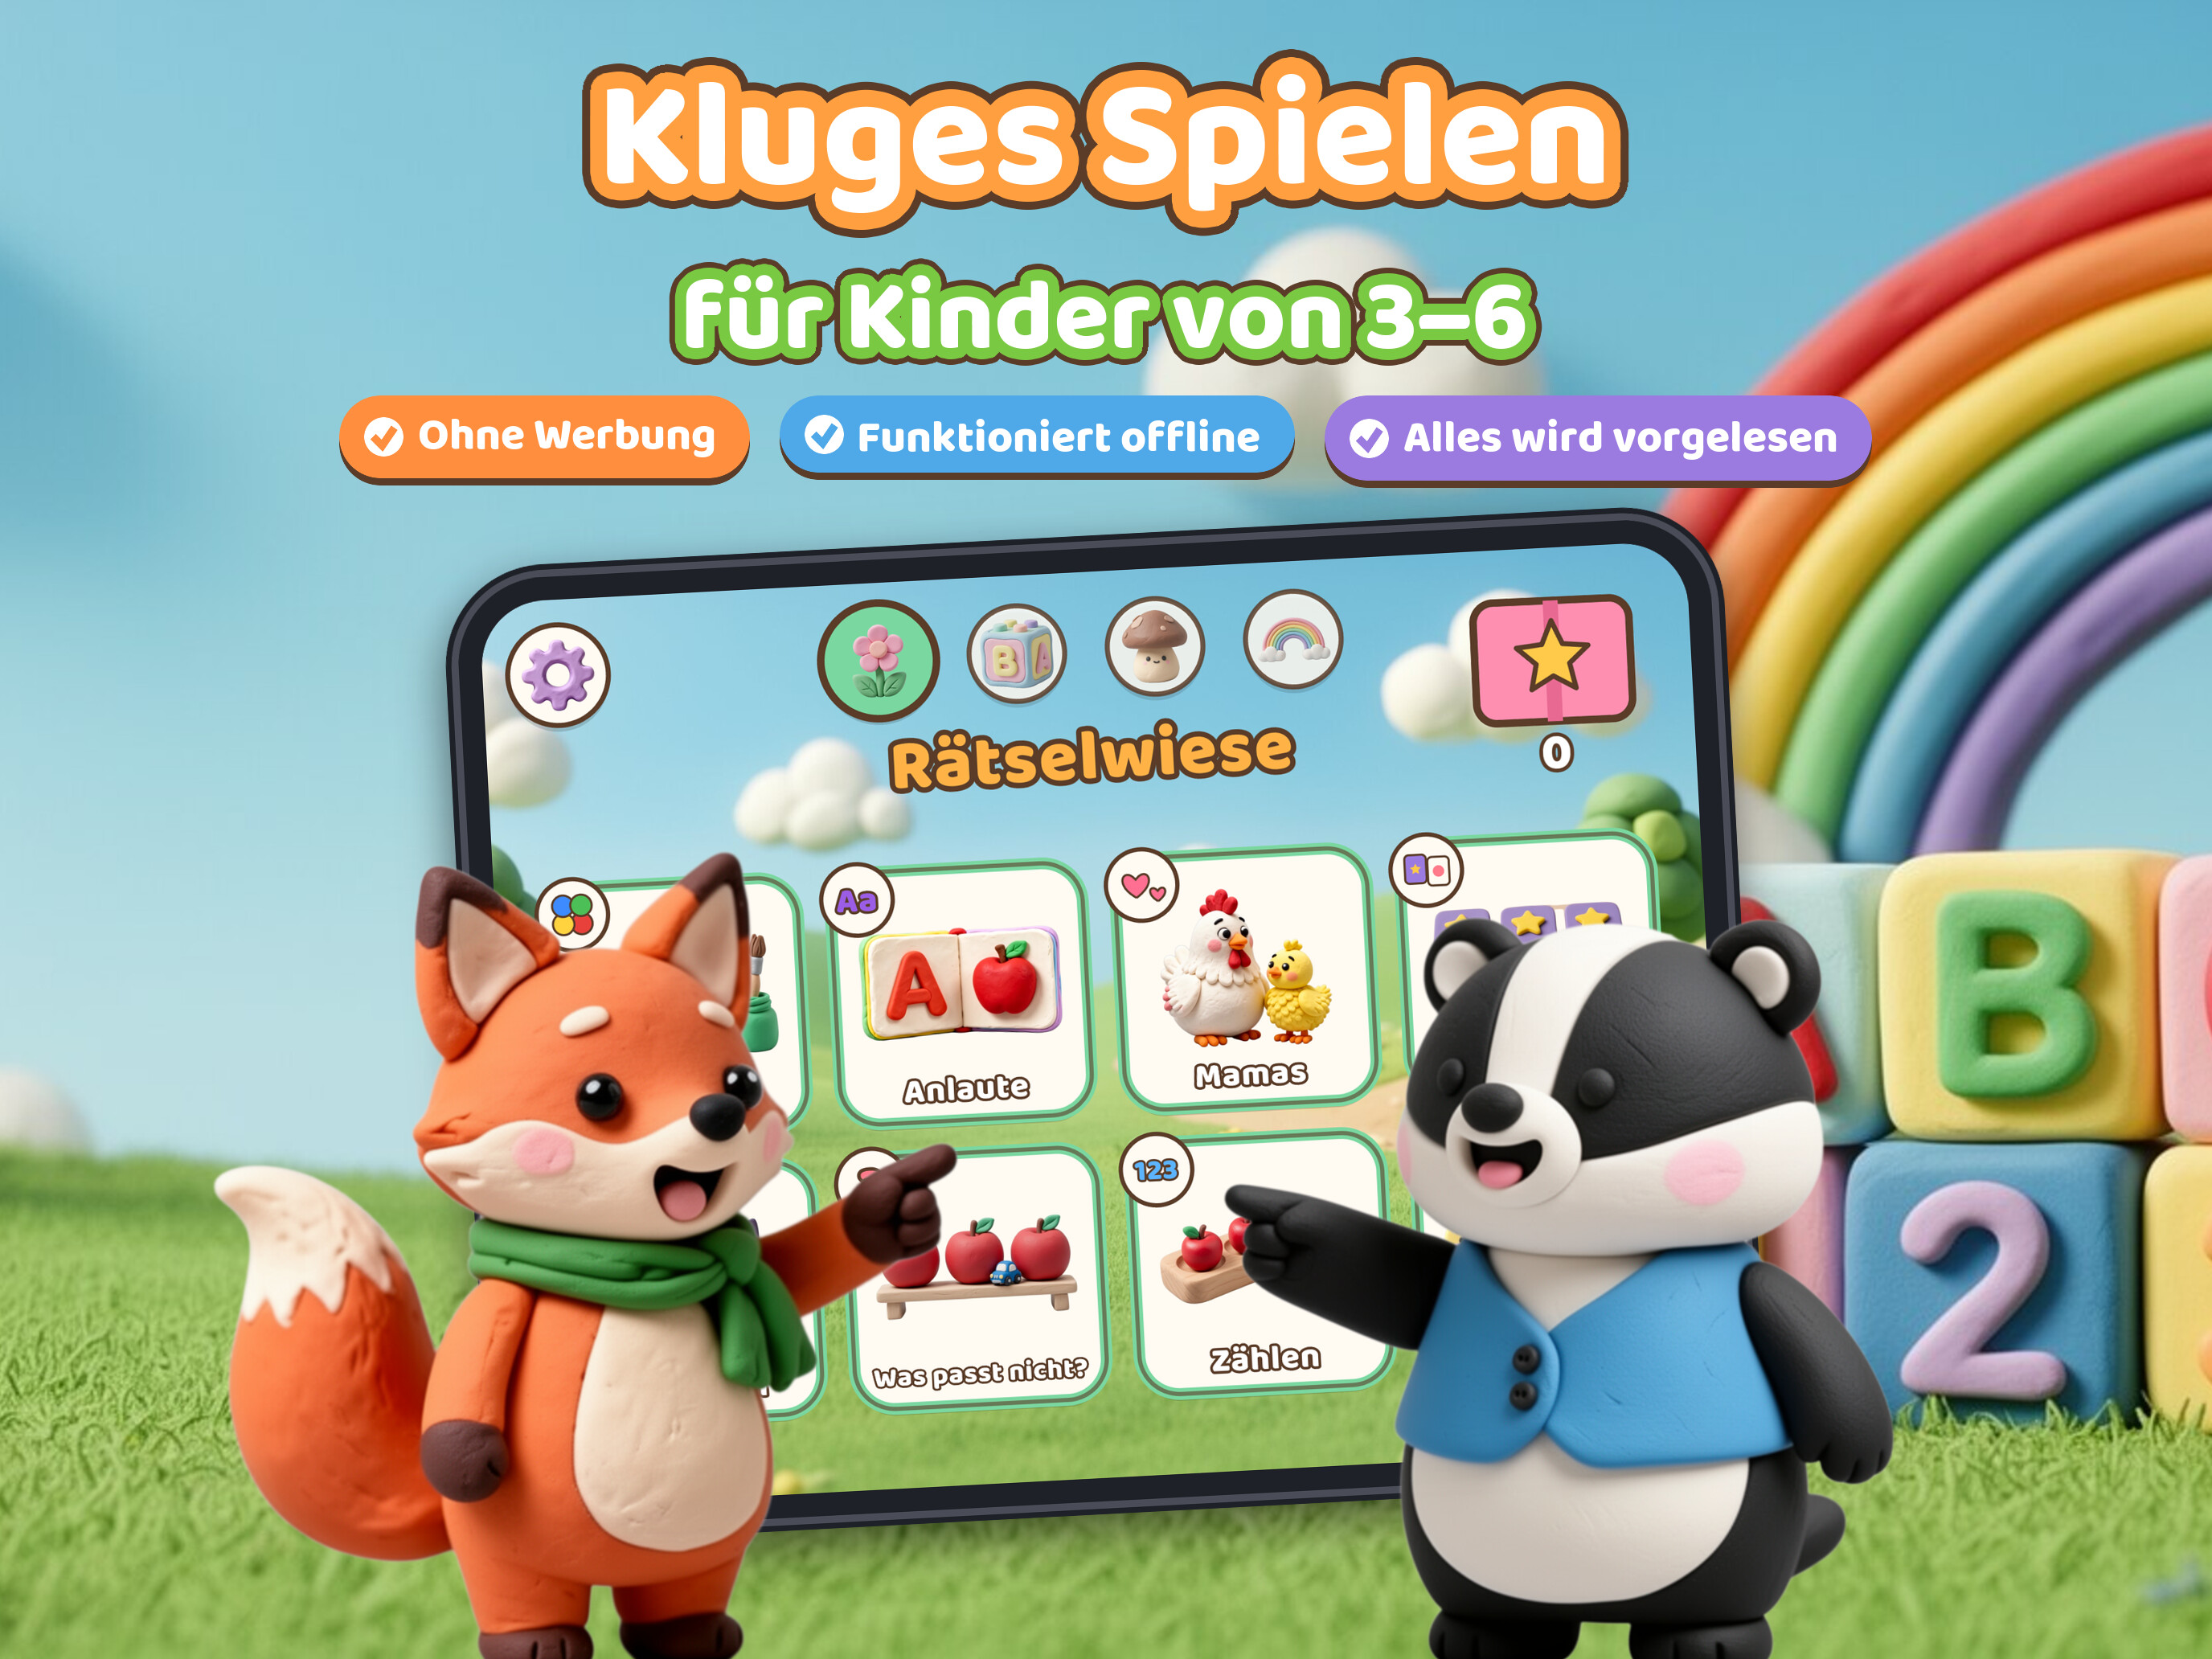 Kluges Spielen
für Kinder von 3–6
Ohne Werbung
Funktioniert offline
Alles wird vorgelesen
Rätselwiese
0
B A
Aa
A
Anlaute
Mamas
123
Was passt nicht?
Zählen
B
2